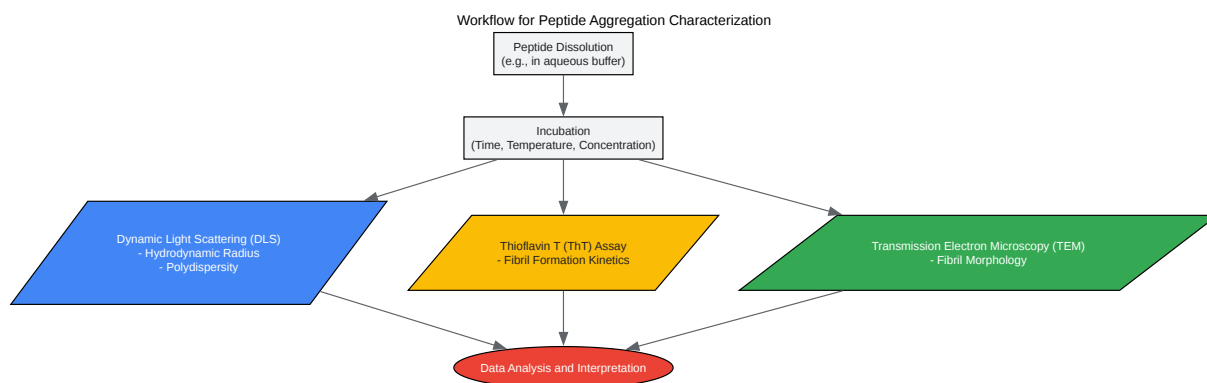 Workflow for Peptide Aggregation Characterization
Peptide Dissolution
(e.g., in aqueous buffer)
Incubation
(Time, Temperature, Concentration)
Dynamic Light Scattering (DLS)
- Hydrodynamic Radius
- Polydispersity
Thioflavin T (ThT) Assay
- Fibril Formation Kinetics
Transmission Electron Microscopy (TEM)
- Fibril Morphology
Data Analysis and Interpretation